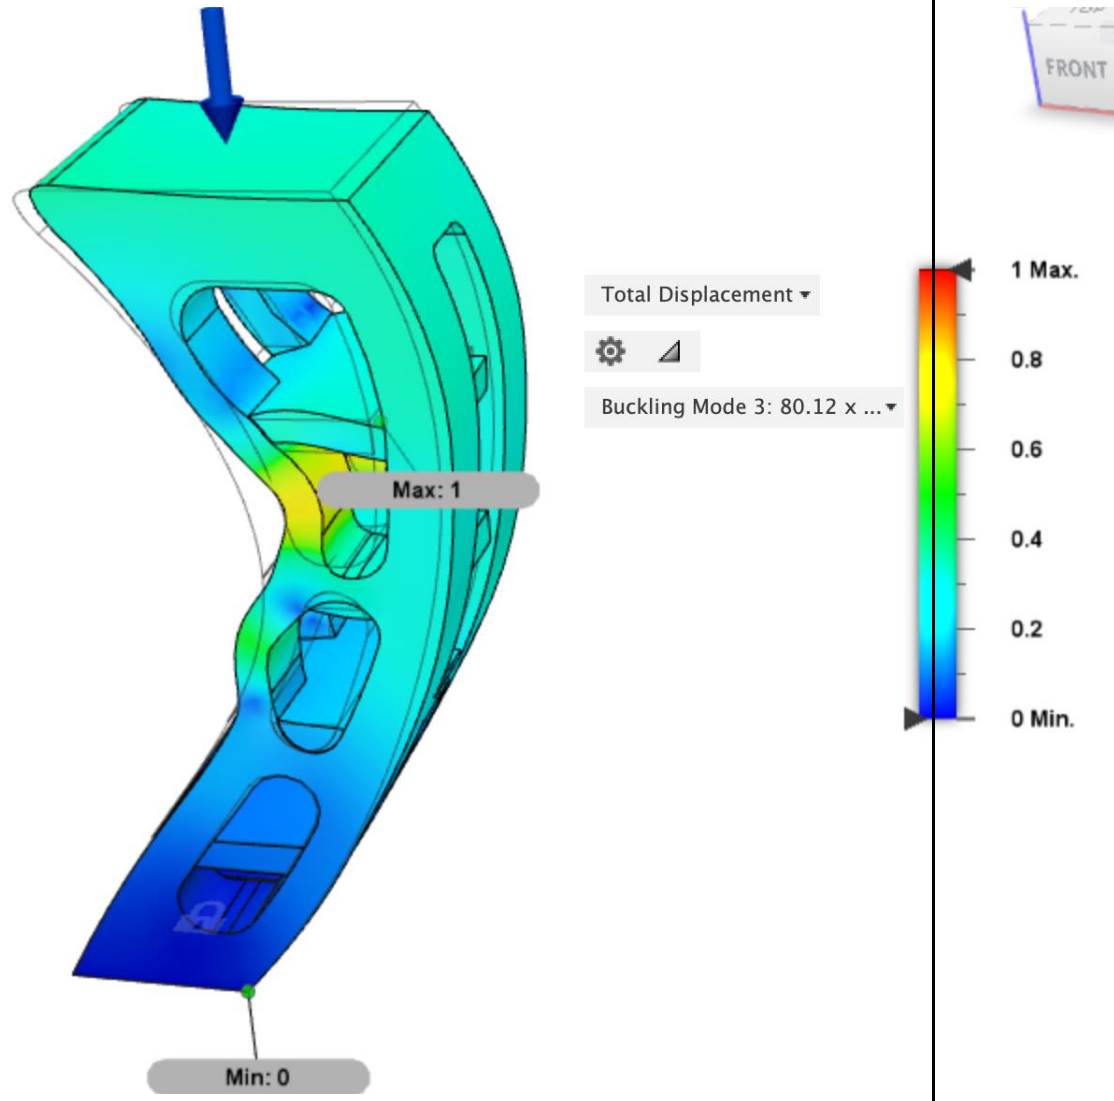 FRONT
Total Displacement
Buckling Mode 3: 80.12 x ...
Max: 1
Min: 0
1 Max.
0.8
0.6
0.4
0.2
0 Min.